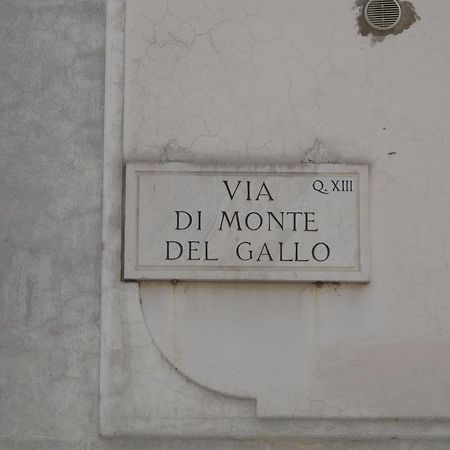 VIA Q. XIII
DI MONTE
DEL GALLO